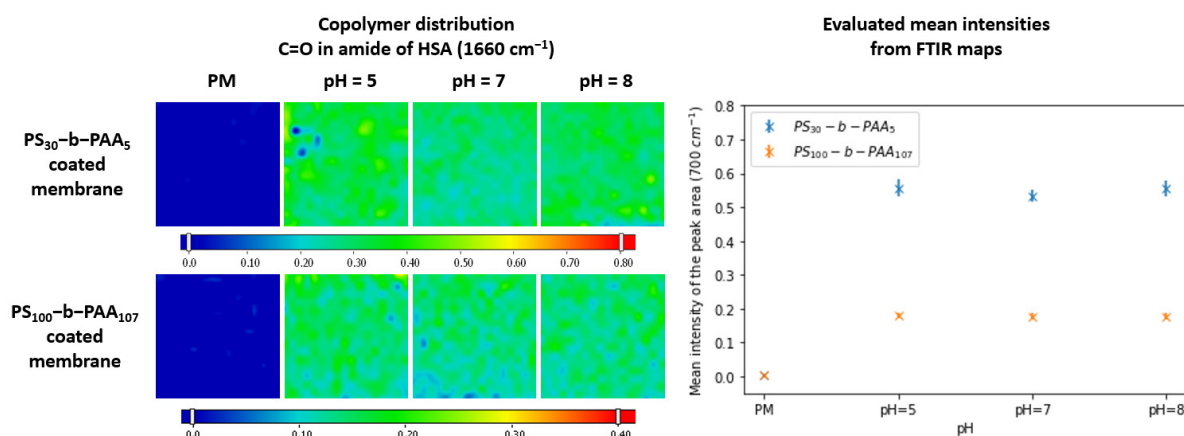 Copolymer distribution
C=O in amide of HSA (1660 cm⁻¹)
PM
pH = 5
pH = 7
pH = 8
PS₃₀–b–PAA₅
coated
membrane
0.0
0.10
0.20
0.30
0.40
0.50
0.60
0.70
0.80
PS₁₀₀–b–PAA₁₀₇
coated
membrane
0.0
0.10
0.20
0.30
0.40
Evaluated mean intensities
from FTIR maps
Mean intensity of the peak area (700 cm⁻¹)
0.8
0.7
0.6
0.5
0.4
0.3
0.2
0.1
0.0
PS₃₀ − b − PAA₅
PS₁₀₀ − b − PAA₁₀₇
PM
pH=5
pH=7
pH=8
pH